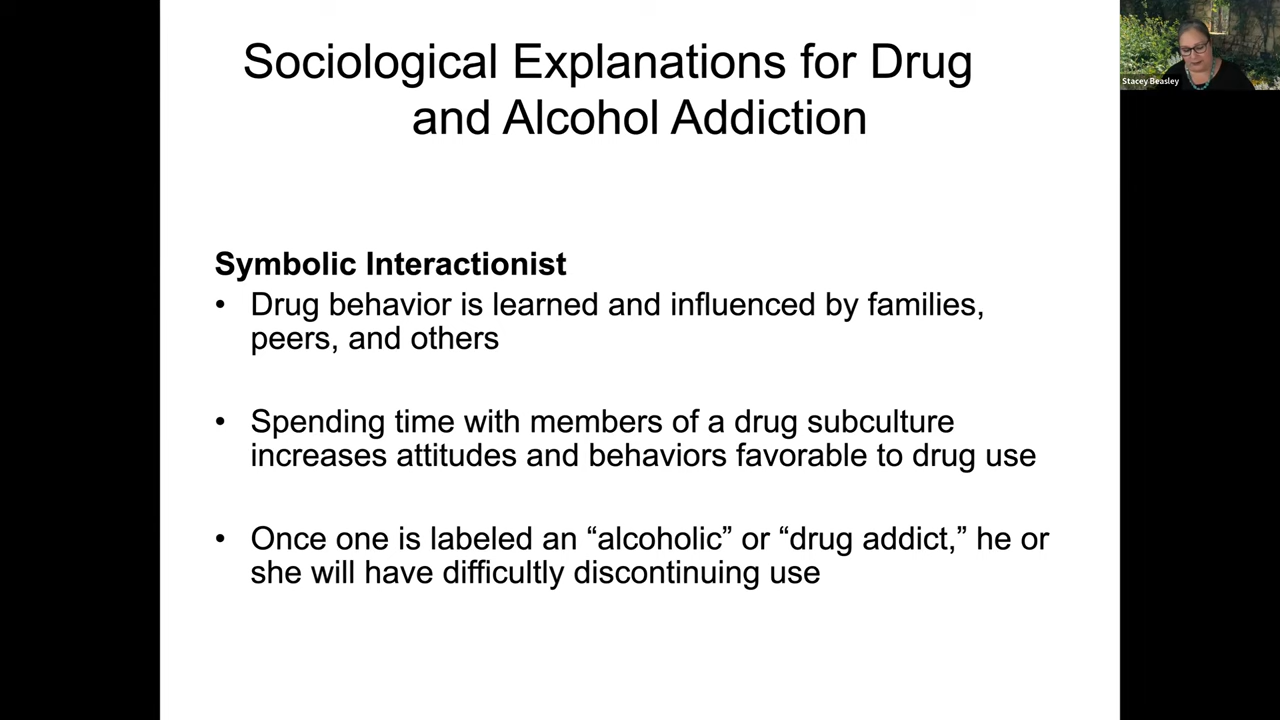 Sociological Explanations for Drug
and Alcohol Addiction
Stacey Beasley
Symbolic Interactionist
• Drug behavior is learned and influenced by families,
peers, and others
• Spending time with members of a drug subculture
increases attitudes and behaviors favorable to drug use
• Once one is labeled an “alcoholic” or “drug addict,” he or
she will have difficultly discontinuing use